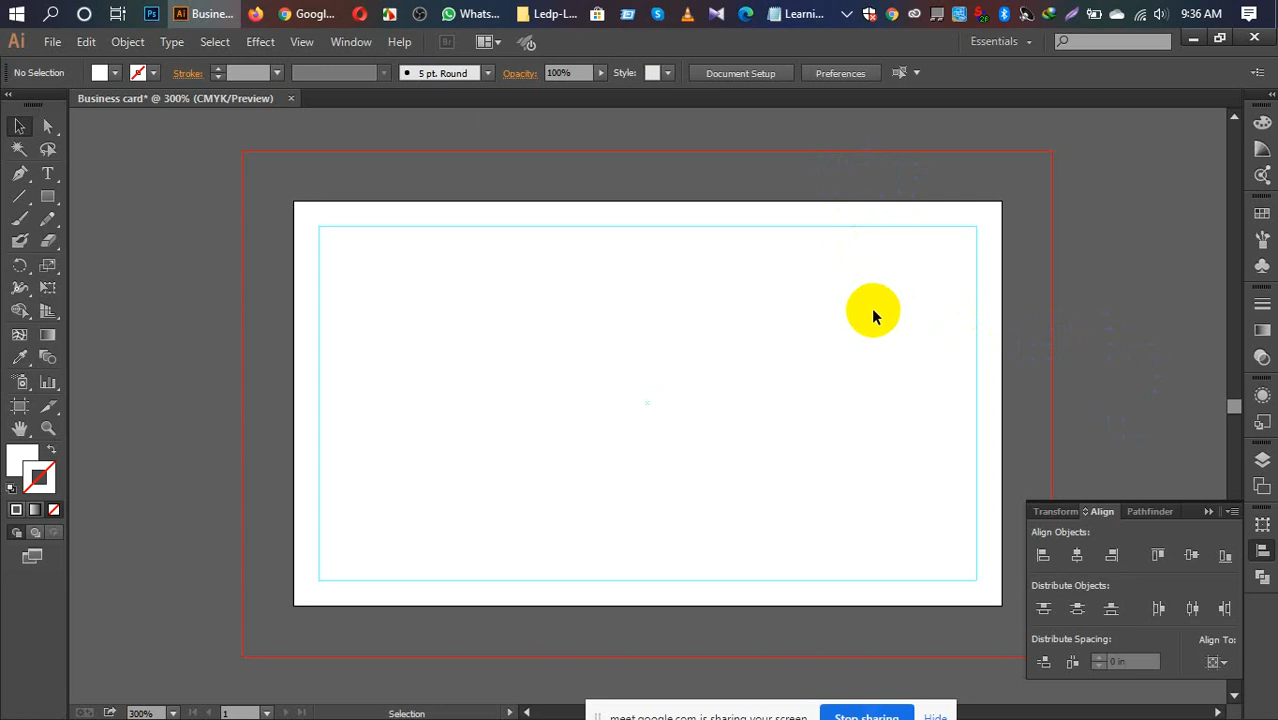 Ps
Ai
Busine...
Googl...
Whats...
Ledp-L...
Learni...
9:36 AM
Ai
File
Edit
Object
Type
Select
Effect
View
Window
Help
Br
Essentials
No Selection
Stroke:
5 pt. Round
Opacity:
100%
Style:
Document Setup
Preferences
Business card* @ 300% (CMYK/Preview)
Transform
Align
Pathfinder
Align Objects:
Distribute Objects:
Distribute Spacing:
Align To:
0 in
300%
1
Selection
meet.google.com is sharing your screen.
Stop sharing
Hide